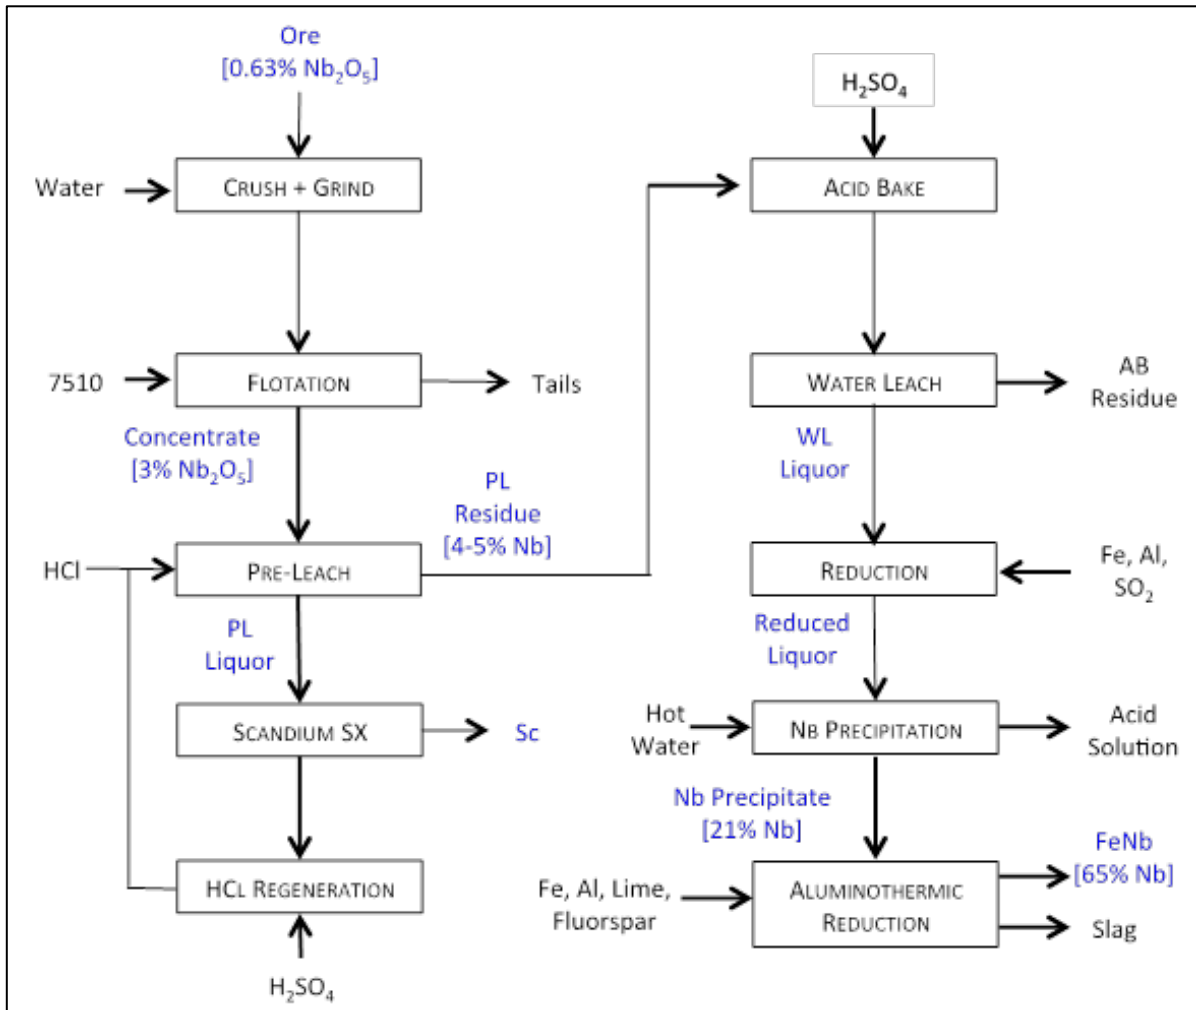 Ore
[0.63% Nb₂O₅]
Water
CRUSH + GRIND
7510
FLOTATION
Tails
Concentrate
[3% Nb₂O₅]
PL
Residue
[4-5% Nb]
HCl
PRE-LEACH
PL
Liquor
SCANDIUM SX
Sc
HCL REGENERATION
H₂SO₄
H₂SO₄
ACID BAKE
WATER LEACH
AB
Residue
WL
Liquor
REDUCTION
Fe, Al,
SO₂
Reduced
Liquor
Hot
Water
NB PRECIPITATION
Acid
Solution
Nb Precipitate
[21% Nb]
Fe, Al, Lime,
Fluorspar
ALUMINOTHERMIC
REDUCTION
FeNb
[65% Nb]
Slag